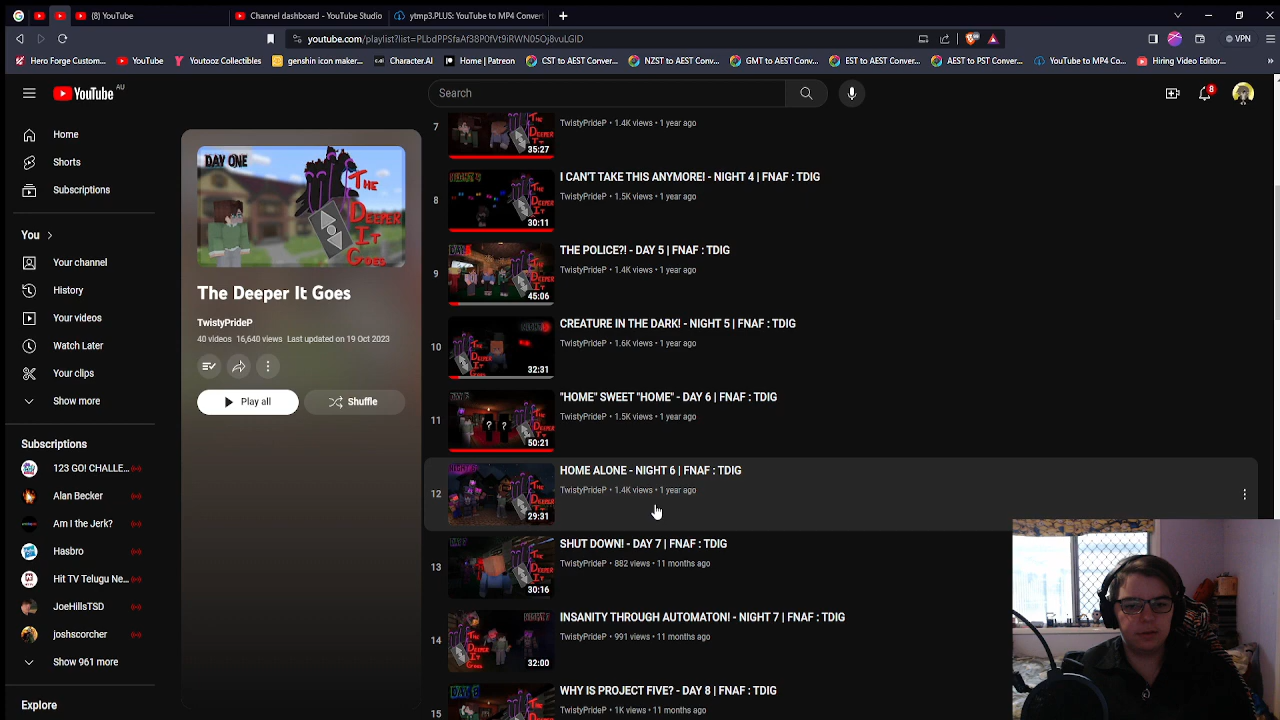 (8) YouTube
Channel dashboard - YouTube Studio
ytmp3.PLUS: YouTube to MP4 Convert
youtube.com/playlist?list=PLbdPPSfaAf38P0fVt9iRWN05Oj8vuLGlD
VPN
Hero Forge Custom...
YouTube
Youtooz Collectibles
genshin icon maker...
Character.AI
Home | Patreon
CST to AEST Conver...
NZST to AEST Conv...
GMT to AEST Conv...
EST to AEST Conver...
AEST to PST Conver...
YouTube to MP4 Co...
Hiring Video Editor...
YouTube AU
Search
8
Home
Shorts
Subscriptions
You
Your channel
History
Your videos
Watch Later
Your clips
Show more
Subscriptions
123 GO! CHALLE...
Alan Becker
Am I the Jerk?
Hasbro
Hit TV Telugu Ne...
JoeHillsTSD
joshscorcher
Show 961 more
Explore
DAY ONE
THE
DEEPER
IT
GOES
The Deeper It Goes
TwistyPrideP
40 videos 16,640 views Last updated on 19 Oct 2023
Play all
Shuffle
7
35:27
TwistyPrideP • 1.4K views • 1 year ago
8
30:11
I CAN'T TAKE THIS ANYMORE! - NIGHT 4 | FNAF : TDIG
TwistyPrideP • 1.5K views • 1 year ago
9
45:06
THE POLICE?! - DAY 5 | FNAF : TDIG
TwistyPrideP • 1.4K views • 1 year ago
10
32:31
CREATURE IN THE DARK! - NIGHT 5 | FNAF : TDIG
TwistyPrideP • 1.6K views • 1 year ago
11
50:21
"HOME" SWEET "HOME" - DAY 6 | FNAF : TDIG
TwistyPrideP • 1.5K views • 1 year ago
12
29:31
HOME ALONE - NIGHT 6 | FNAF : TDIG
TwistyPrideP • 1.4K views • 1 year ago
13
30:16
SHUT DOWN! - DAY 7 | FNAF : TDIG
TwistyPrideP • 882 views • 11 months ago
14
32:00
INSANITY THROUGH AUTOMATON! - NIGHT 7 | FNAF : TDIG
TwistyPrideP • 991 views • 11 months ago
15
WHY IS PROJECT FIVE? - DAY 8 | FNAF : TDIG
TwistyPrideP • 1K views • 11 months ago